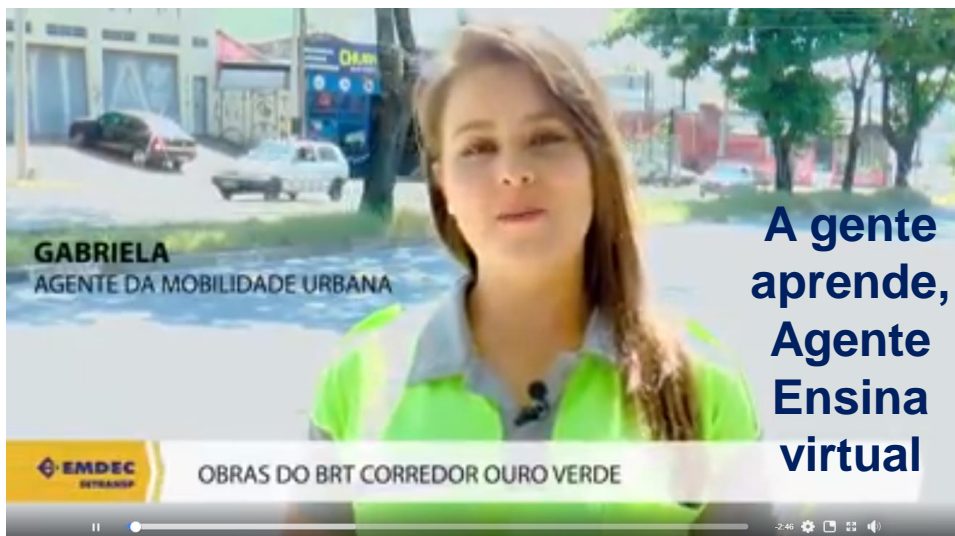 CHURR
GABRIELA
AGENTE DA MOBILIDADE URBANA
A gente
aprende,
Agente
Ensina
virtual
EMDEC
SETRANSP
OBRAS DO BRT CORREDOR OURO VERDE
-2:46